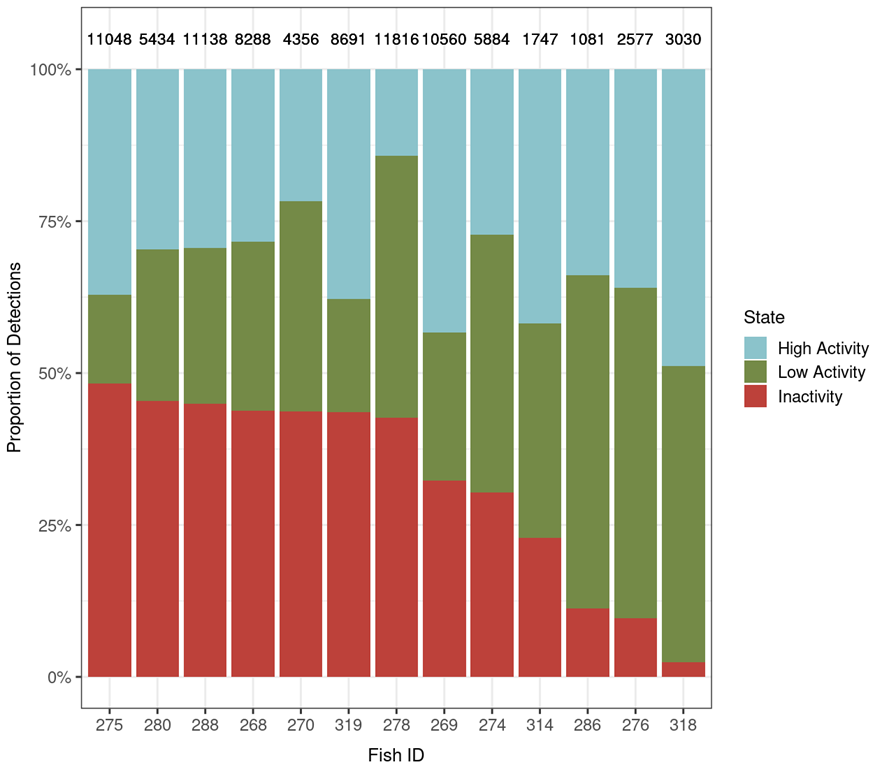 11048 5434 11138 8288 4356 8691 11816 10560 5884 1747 1081 2577 3030
100%
75%
50%
25%
0%
Proportion of Detections
275 280 288 268 270 319 278 269 274 314 286 276 318
Fish ID
State
High Activity
Low Activity
Inactivity